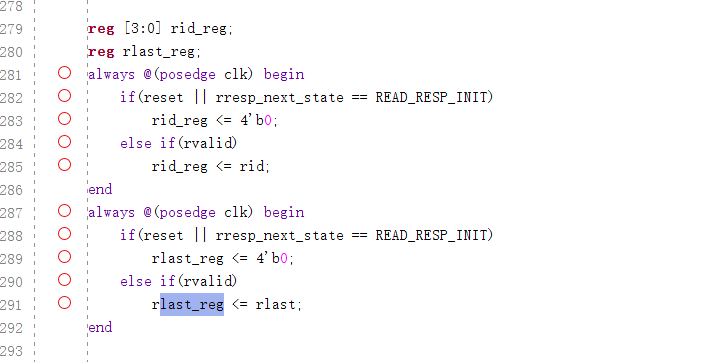 278
279 reg [3:0] rid_reg;
280 reg rlast_reg;
281 always @(posedge clk) begin
282     if(reset || rresp_next_state == READ_RESP_INIT)
283         rid_reg <= 4'b0;
284     else if(rvalid)
285         rid_reg <= rid;
286 end
287 always @(posedge clk) begin
288     if(reset || rresp_next_state == READ_RESP_INIT)
289         rlast_reg <= 4'b0;
290     else if(rvalid)
291         rlast_reg <= rlast;
292 end
293